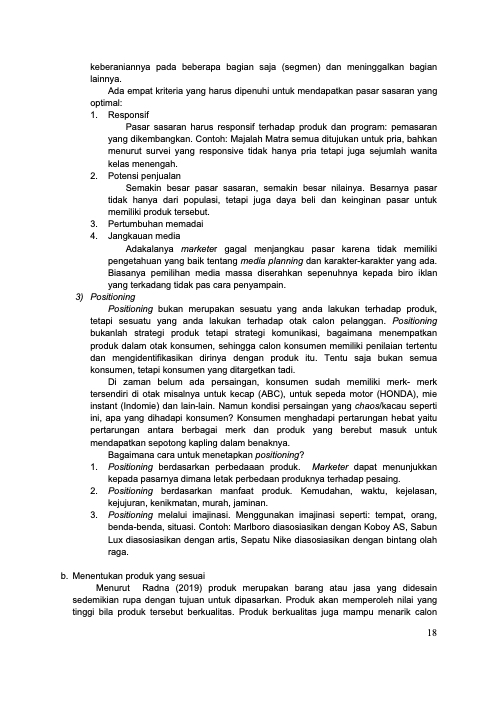 keberaniannya pada beberapa bagian saja (segmen) dan meninggalkan bagian
lainnya.
Ada empat kriteria yang harus dipenuhi untuk mendapatkan pasar sasaran yang
optimal:
1. Responsif
Pasar sasaran harus responsif terhadap produk dan program: pemasaran
yang dikembangkan. Contoh: Majalah Matra semua ditujukan untuk pria, bahkan
menurut survei yang responsive tidak hanya pria tetapi juga sejumlah wanita
kelas menengah.
2. Potensi penjualan
Semakin besar pasar sasaran, semakin besar nilainya. Besarnya pasar
tidak hanya dari populasi, tetapi juga daya beli dan keinginan pasar untuk
memiliki produk tersebut.
3. Pertumbuhan memadai
4. Jangkauan media
Adakalanya marketer gagal menjangkau pasar karena tidak memiliki
pengetahuan yang baik tentang media planning dan karakter-karakter yang ada.
Biasanya pemilihan media massa diserahkan sepenuhnya kepada biro iklan
yang terkadang tidak pas cara penyampain.
3) Positioning
Positioning bukan merupakan sesuatu yang anda lakukan terhadap produk,
tetapi sesuatu yang anda lakukan terhadap otak calon pelanggan. Positioning
bukanlah strategi produk tetapi strategi komunikasi, bagaimana menempatkan
produk dalam otak konsumen, sehingga calon konsumen memiliki penilaian tertentu
dan mengidentifikasikan dirinya dengan produk itu. Tentu saja bukan semua
konsumen, tetapi konsumen yang ditargetkan tadi.
Di zaman belum ada persaingan, konsumen sudah memiliki merk- merk
tersendiri di otak misalnya untuk kecap (ABC), untuk sepeda motor (HONDA), mie
instant (Indomie) dan lain-lain. Namun kondisi persaingan yang chaos/kacau seperti
ini, apa yang dihadapi konsumen? Konsumen menghadapi pertarungan hebat yaitu
pertarungan antara berbagai merk dan produk yang berebut masuk untuk
mendapatkan sepotong kapling dalam benaknya.
Bagaimana cara untuk menetapkan positioning?
1. Positioning berdasarkan perbedaaan produk. Marketer dapat menunjukkan
kepada pasarnya dimana letak perbedaan produknya terhadap pesaing.
2. Positioning berdasarkan manfaat produk. Kemudahan, waktu, kejelasan,
kejujuran, kenikmatan, murah, jaminan.
3. Positioning melalui imajinasi. Menggunakan imajinasi seperti: tempat, orang,
benda-benda, situasi. Contoh: Marlboro diasosiasikan dengan Koboy AS, Sabun
Lux diasosiasikan dengan artis, Sepatu Nike diasosiasikan dengan bintang olah
raga.
b. Menentukan produk yang sesuai
Menurut Radna (2019) produk merupakan barang atau jasa yang didesain
sedemikian rupa dengan tujuan untuk dipasarkan. Produk akan memperoleh nilai yang
tinggi bila produk tersebut berkualitas. Produk berkualitas juga mampu menarik calon
18